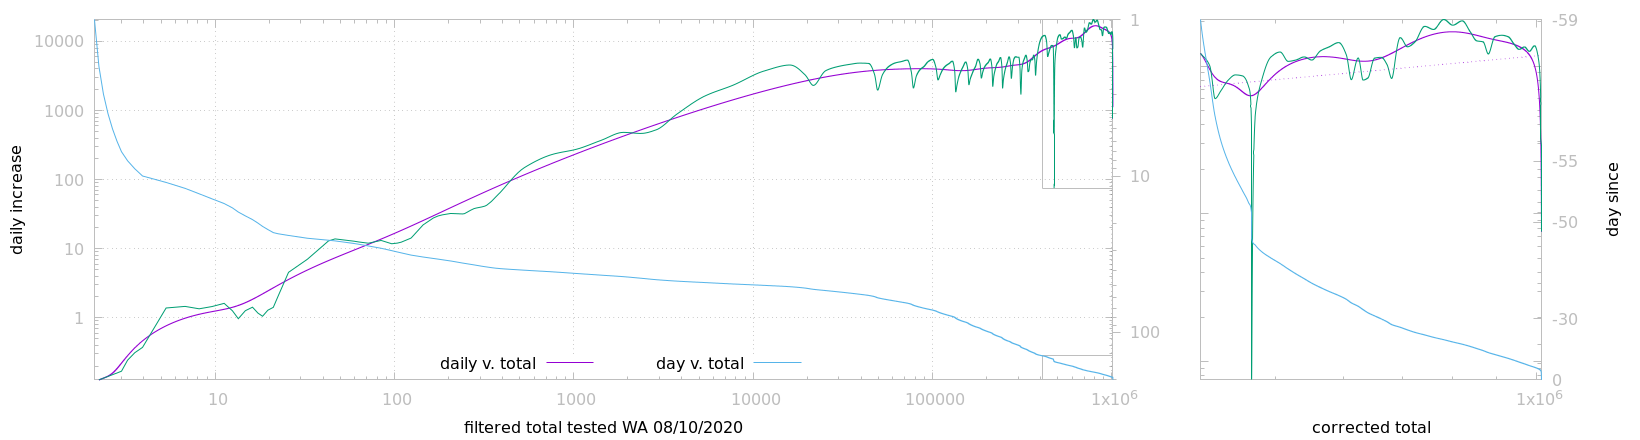 10000
1000
100
10
1
daily increase
10
100
1000
10000
100000
1x10^6
filtered total tested WA 08/10/2020
daily v. total
day v. total
1
10
100
-59
-55
-50
-30
0
day since
1x10^6
corrected total